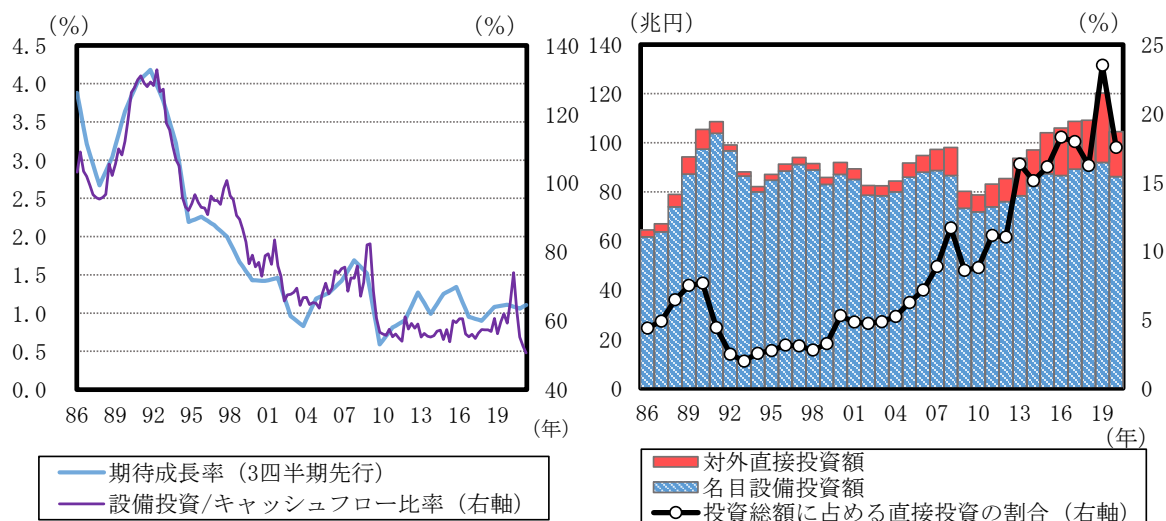 (%) (%)
4.5 140
4.0
3.5 120
3.0
2.5 100
2.0
1.5 80
1.0 60
0.5
0.0 40
86 89 92 95 98 01 04 07 10 13 16 19
(年)
期待成長率（3四半期先行）
設備投資/キャッシュフロー比率（右軸）
(兆円) (%)
140 25
120 20
100
80 15
60 10
40
20 5
0 0
86 89 92 95 98 01 04 07 10 13 16 19
(年)
対外直接投資額
名目設備投資額
投資総額に占める直接投資の割合（右軸）